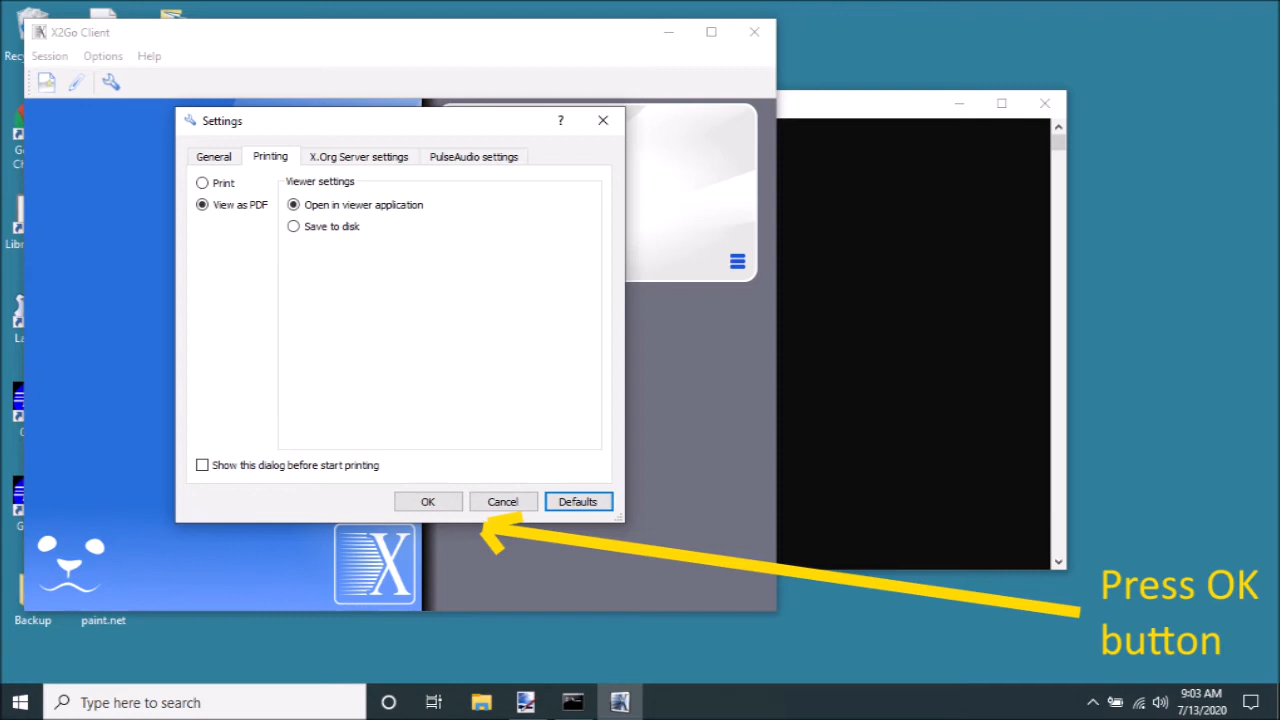 X2Go Client
Session Options Help
Settings
?
General Printing X.Org Server settings PulseAudio settings
Print
View as PDF
Viewer settings
Open in viewer application
Save to disk
Show this dialog before start printing
OK Cancel Defaults
Press OK
button
Backup paint.net
Type here to search
9:03 AM
7/13/2020